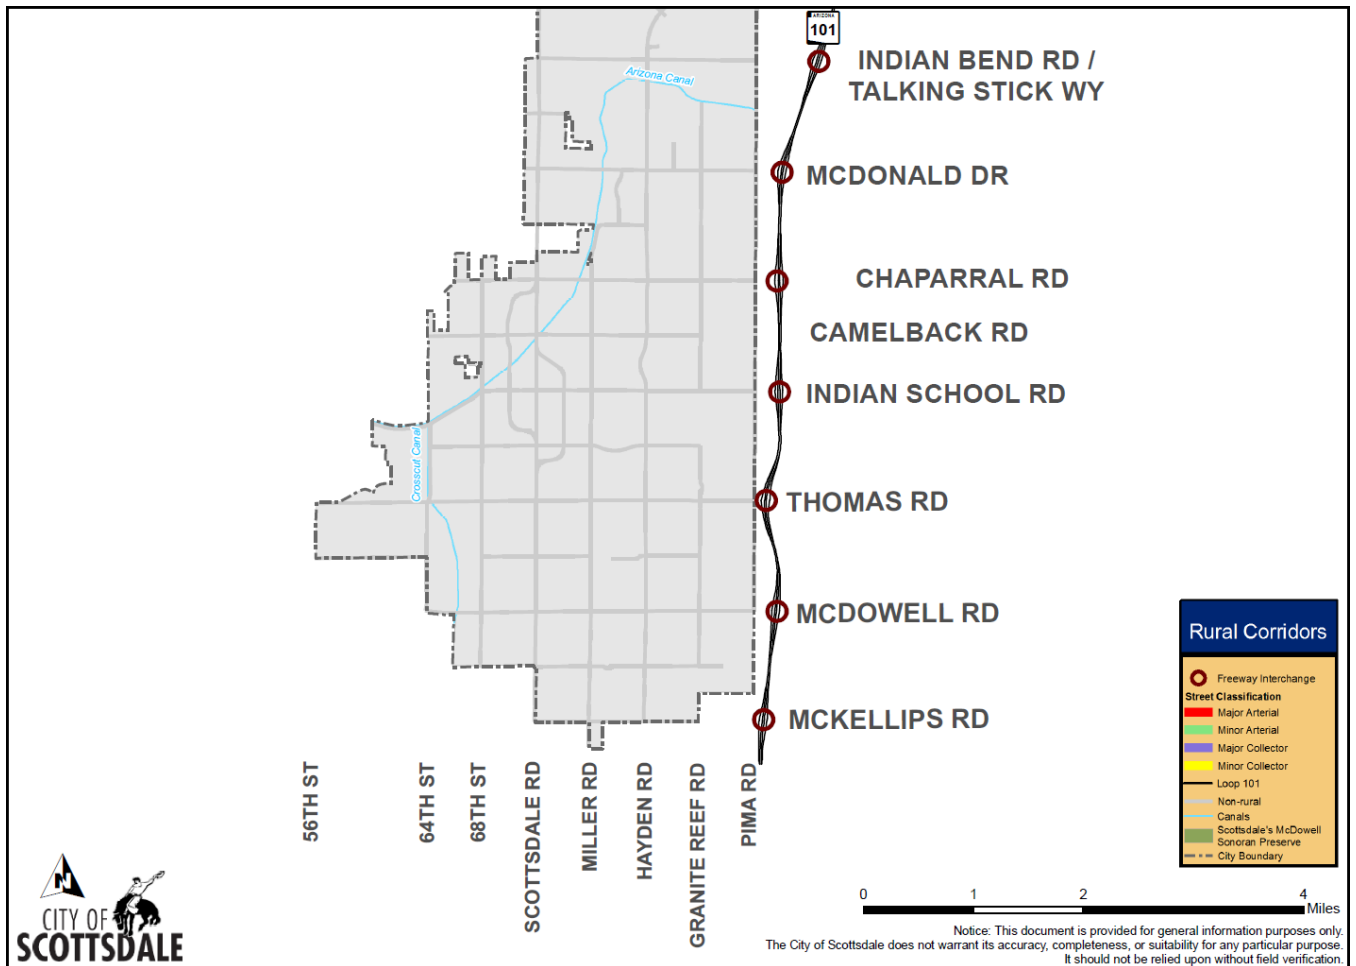 ARIZONA
101
INDIAN BEND RD /
TALKING STICK WY
Arizona Canal
MCDONALD DR
CHAPARRAL RD
CAMELBACK RD
INDIAN SCHOOL RD
Crosscut Canal
THOMAS RD
MCDOWELL RD
MCKELLIPS RD
56TH ST
64TH ST
68TH ST
SCOTTSDALE RD
MILLER RD
HAYDEN RD
GRANITE REEF RD
PIMA RD
Rural Corridors
Freeway Interchange
Street Classification
Major Arterial
Minor Arterial
Major Collector
Minor Collector
Loop 101
Non-rural
Canals
Scottsdale's McDowell
Sonoran Preserve
City Boundary
N
CITY OF
SCOTTSDALE
0 1 2 4
Miles
Notice: This document is provided for general information purposes only.
The City of Scottsdale does not warrant its accuracy, completeness, or suitability for any particular purpose.
It should not be relied upon without field verification.